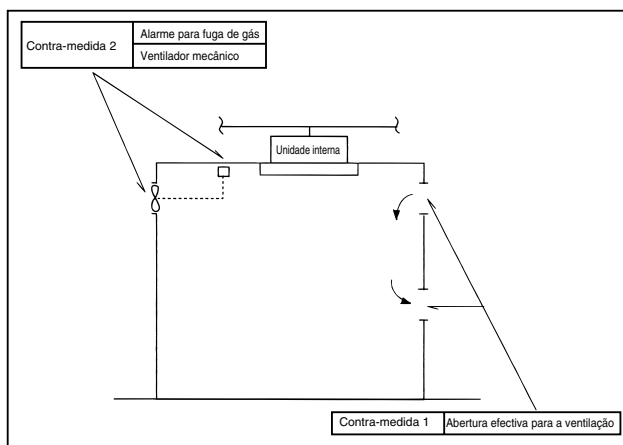 Contra-medida 2
Alarme para fuga de gás
Ventilador mecânico
Unidade interna
Contra-medida 1
Abertura efectiva para a ventilação